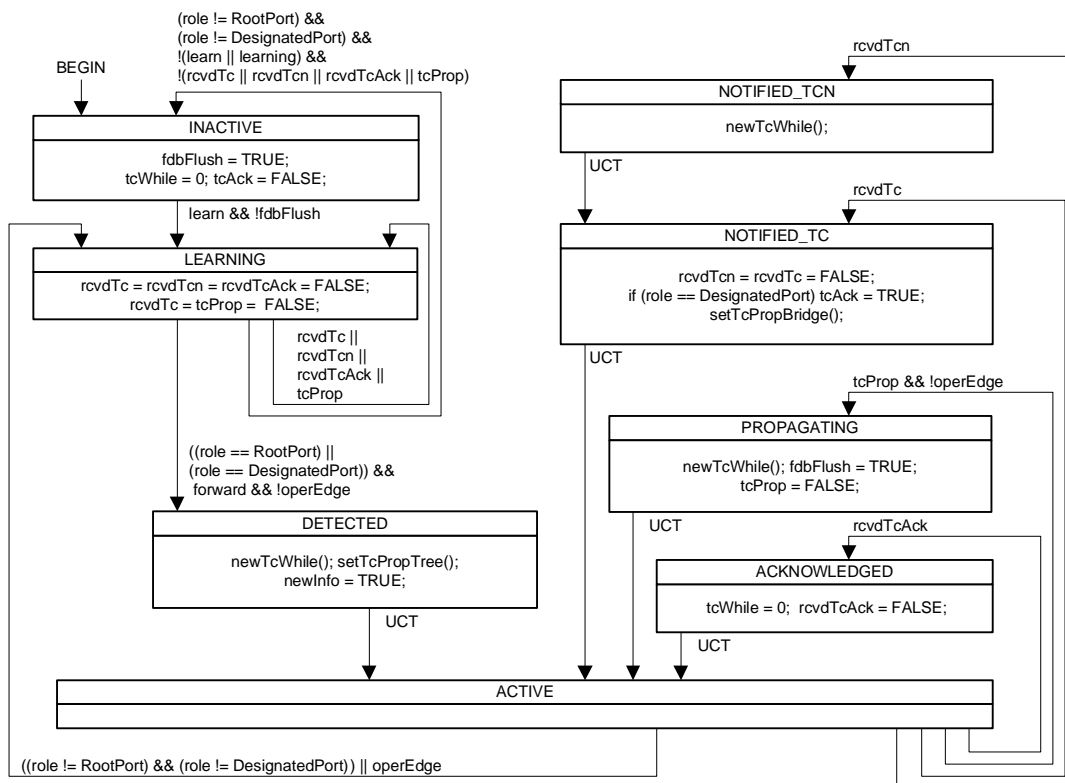 (role != RootPort) &&
(role != DesignatedPort) &&
!(learn || learning) &&
!(rcvdTc || rcvdTcn || rcvdTcAck || tcProp)
BEGIN
INACTIVE
fdbFlush = TRUE;
tcWhile = 0; tcAck = FALSE;
learn && !fdbFlush
LEARNING
rcvdTc = rcvdTcn = rcvdTcAck = FALSE;
rcvdTc = tcProp = FALSE;
rcvdTc ||
rcvdTcn ||
rcvdTcAck ||
tcProp
((role == RootPort) ||
(role == DesignatedPort)) &&
forward && !operEdge
DETECTED
newTcWhile(); setTcPropTree();
newInfo = TRUE;
UCT
rcvdTcn
NOTIFIED_TCN
newTcWhile();
UCT
rcvdTc
NOTIFIED_TC
rcvdTcn = rcvdTc = FALSE;
if (role == DesignatedPort) tcAck = TRUE;
setTcPropBridge();
UCT
tcProp && !operEdge
PROPAGATING
newTcWhile(); fdbFlush = TRUE;
tcProp = FALSE;
UCT
rcvdTcAck
ACKNOWLEDGED
tcWhile = 0; rcvdTcAck = FALSE;
UCT
ACTIVE
((role != RootPort) && (role != DesignatedPort)) || operEdge